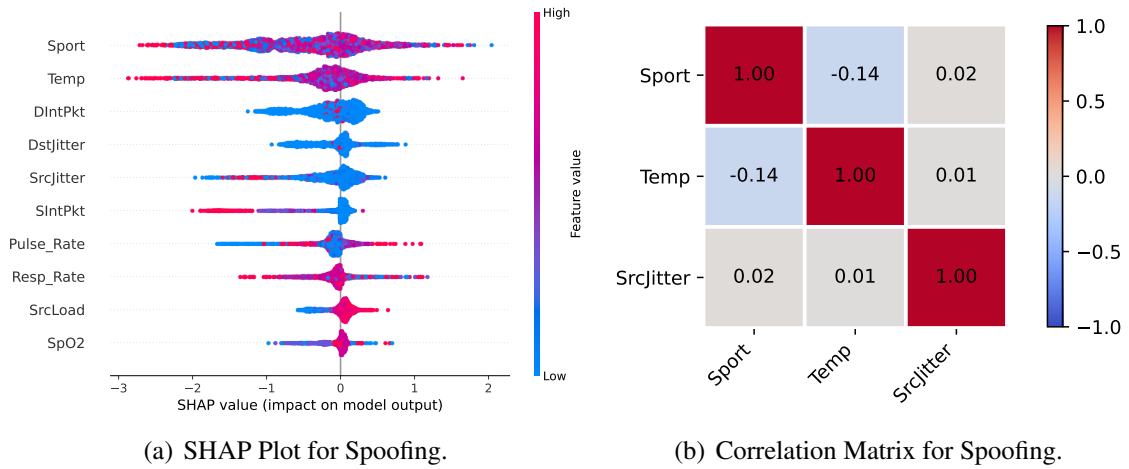 Sport
Temp
DIntPkt
DstJitter
SrcJitter
SIntPkt
Pulse_Rate
Resp_Rate
SrcLoad
SpO2
−3 −2 −1 0 1 2
SHAP value (impact on model output)
High
Feature value
Low
(a) SHAP Plot for Spoofing.
Sport 1.00 -0.14 0.02
Temp -0.14 1.00 0.01
SrcJitter 0.02 0.01 1.00
Sport Temp SrcJitter
1.0
0.5
0.0
−0.5
−1.0
(b) Correlation Matrix for Spoofing.